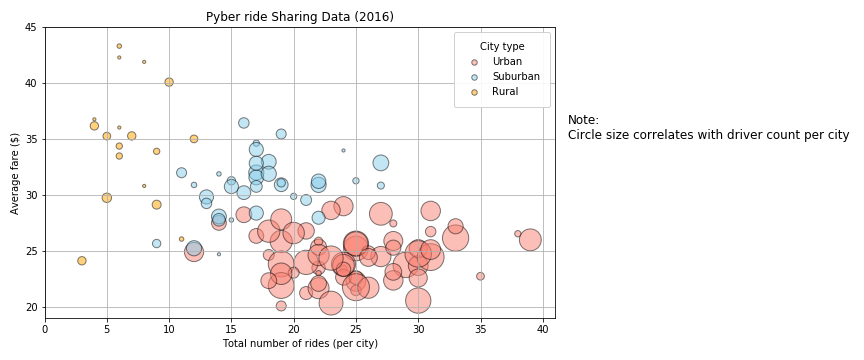 Pyber ride Sharing Data (2016)
45
40
35
30
25
20
Average fare ($)
City type
Urban
Suburban
Rural
Note:
Circle size correlates with driver count per city
0
5
10
15
20
25
30
35
40
Total number of rides (per city)